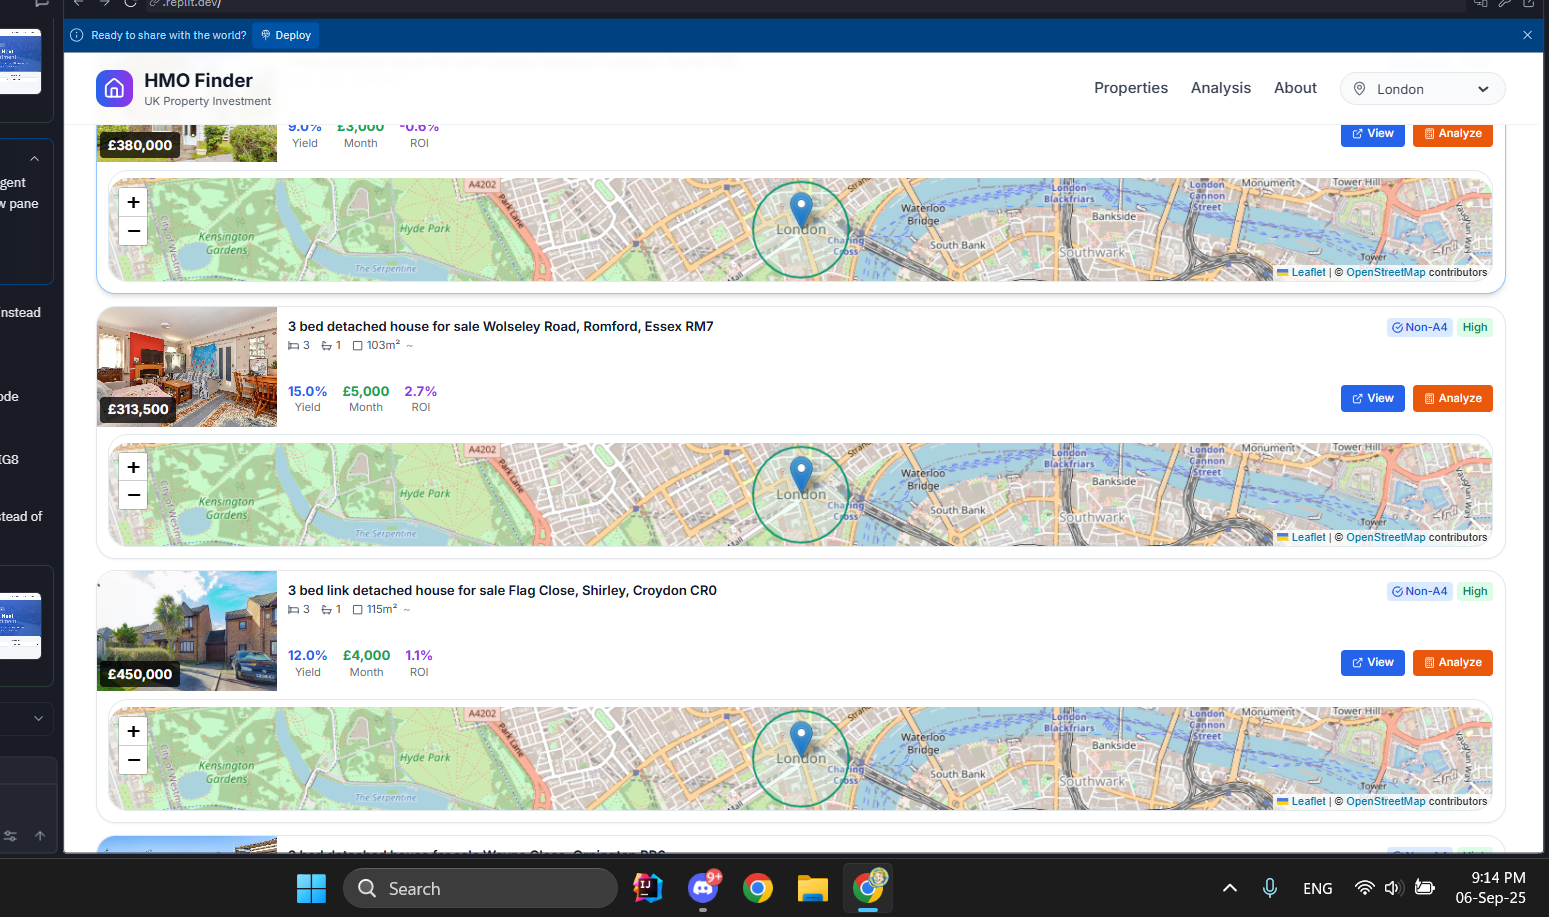 .replit.dev/
Ready to share with the world?
Deploy
HMO Finder
UK Property Investment
Properties
Analysis
About
London
gent
w pane
nstead
ode
IG8
stead of
£380,000
9.0% £3,000 -0.6%
Yield Month ROI
View
Analyze
+
−
A4202
Park Lane
Kensington
Gardens
Hyde Park
The Serpentine
London
Charing
Cross
Waterloo
Bridge
South Bank
London
Blackfriars
Bankside
Southwark
London
Cannon
Street
Monument
Tower Hill
Tower
Leaflet | © OpenStreetMap contributors
3 bed detached house for sale Wolseley Road, Romford, Essex RM7
3 1 103m² ~
Non-A4
High
£313,500
15.0% £5,000 2.7%
Yield Month ROI
View
Analyze
+
−
A4202
Park Lane
Kensington
Gardens
Hyde Park
The Serpentine
London
Charing
Cross
Waterloo
Bridge
South Bank
London
Blackfriars
Bankside
Southwark
London
Cannon
Street
Monument
Tower Hill
Tower
Leaflet | © OpenStreetMap contributors
3 bed link detached house for sale Flag Close, Shirley, Croydon CR0
3 1 115m² ~
Non-A4
High
£450,000
12.0% £4,000 1.1%
Yield Month ROI
View
Analyze
+
−
A4202
Park Lane
Kensington
Gardens
Hyde Park
The Serpentine
London
Charing
Cross
Waterloo
Bridge
South Bank
London
Blackfriars
Bankside
Southwark
London
Cannon
Street
Monument
Tower Hill
Tower
Leaflet | © OpenStreetMap contributors
Search
9+
ENG
9:14 PM
06-Sep-25